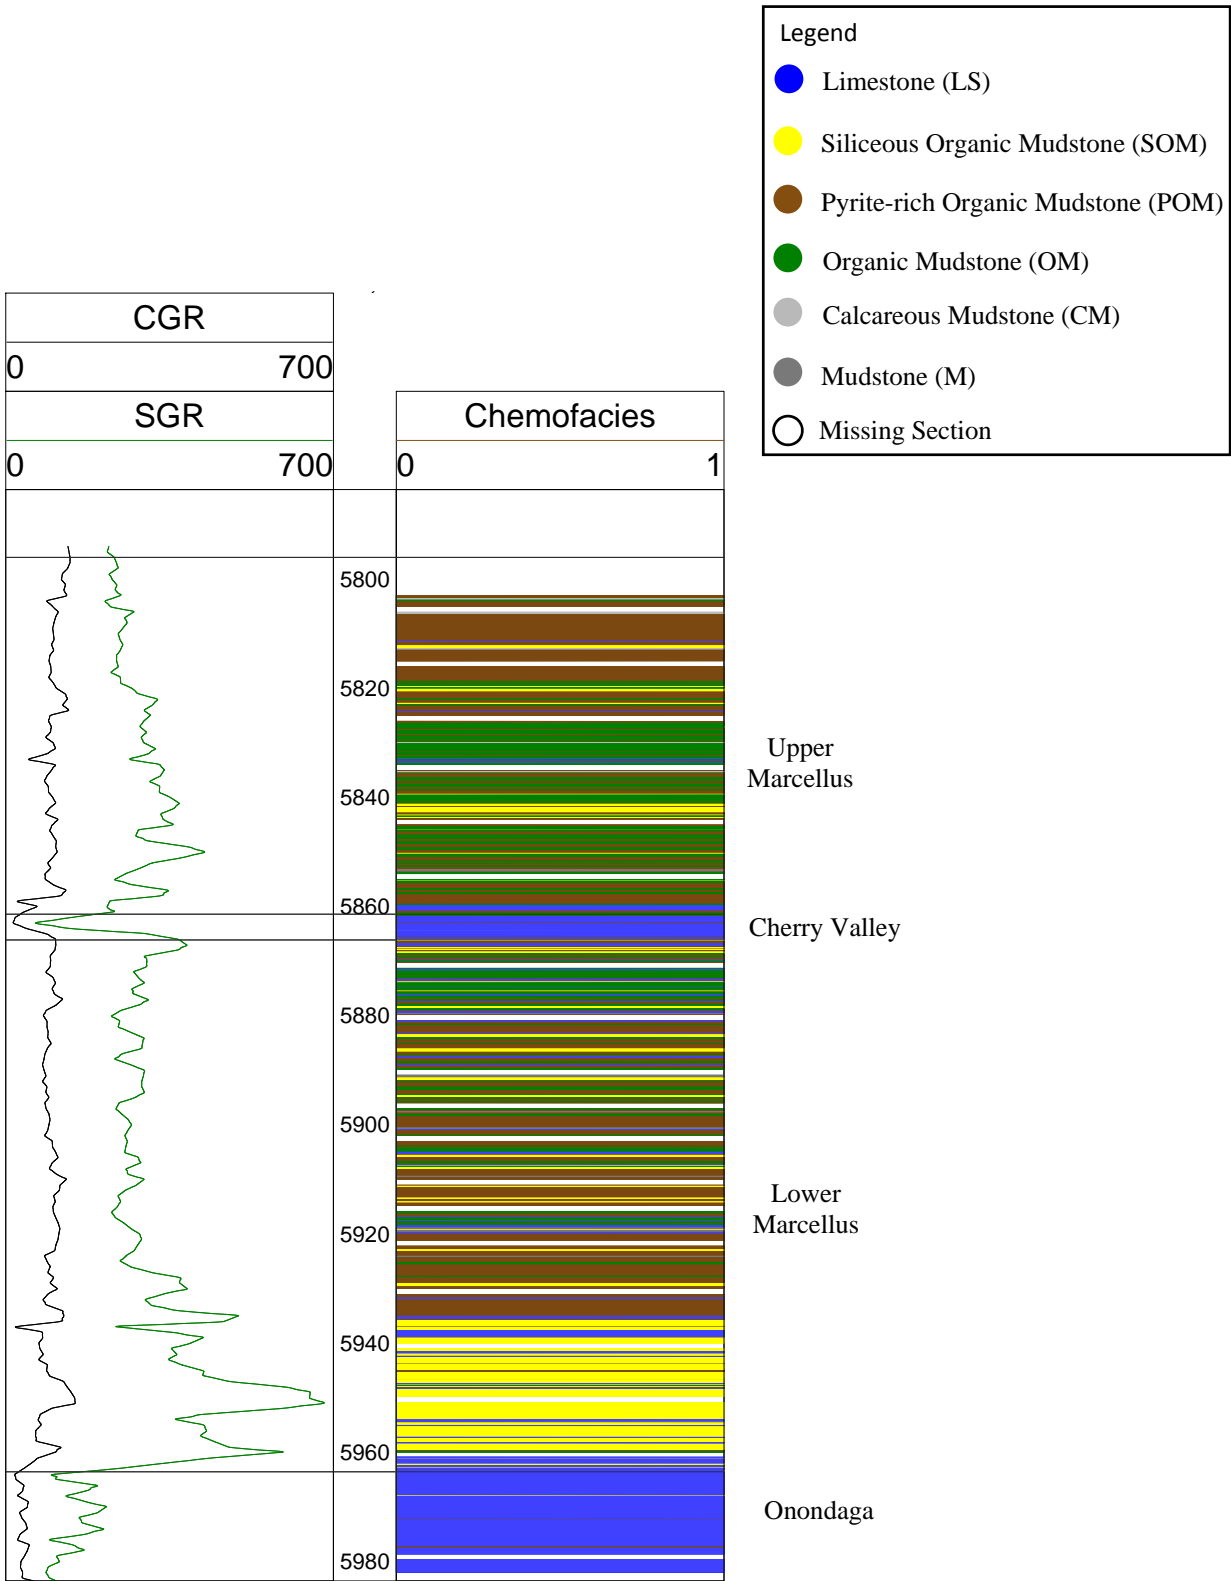 Legend
Limestone (LS)
Siliceous Organic Mudstone (SOM)
Pyrite-rich Organic Mudstone (POM)
Organic Mudstone (OM)
Calcareous Mudstone (CM)
Mudstone (M)
Missing Section
CGR
0 700
SGR
0 700
Chemofacies
0 1
5800
5820
5840
5860
5880
5900
5920
5940
5960
5980
Upper
Marcellus
Cherry Valley
Lower
Marcellus
Onondaga